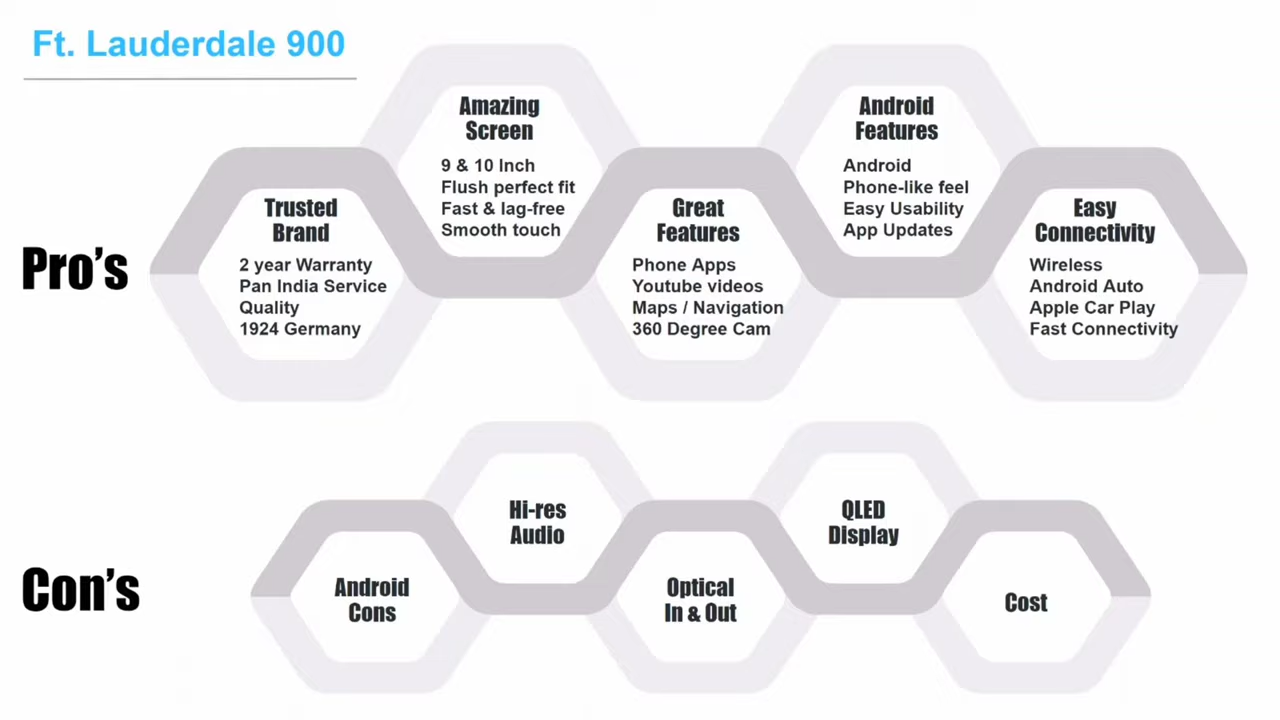 Ft. Lauderdale 900
Pro's
Trusted
Brand
2 year Warranty
Pan India Service
Quality
1924 Germany
Amazing
Screen
9 & 10 Inch
Flush perfect fit
Fast & lag-free
Smooth touch
Great
Features
Phone Apps
Youtube videos
Maps / Navigation
360 Degree Cam
Android
Features
Android
Phone-like feel
Easy Usability
App Updates
Easy
Connectivity
Wireless
Android Auto
Apple Car Play
Fast Connectivity
Con's
Android
Cons
Hi-res
Audio
Optical
In & Out
QLED
Display
Cost